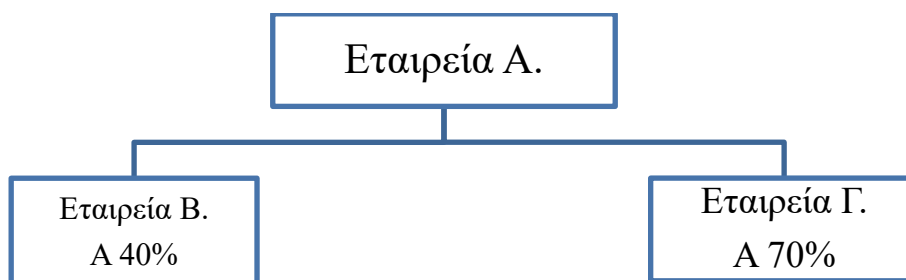 Εταιρεία Α.
Εταιρεία Β.
Α 40%
Εταιρεία Γ.
Α 70%